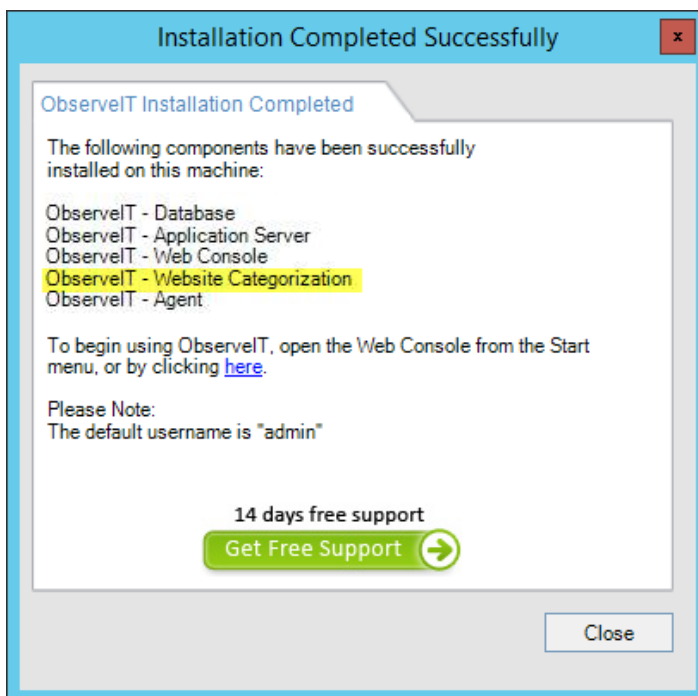 Installation Completed Successfully
x
ObserveIT Installation Completed
The following components have been successfully
installed on this machine:
ObserveIT - Database
ObserveIT - Application Server
ObserveIT - Web Console
ObserveIT - Website Categorization
ObserveIT - Agent
To begin using ObserveIT, open the Web Console from the Start
menu, or by clicking here.
Please Note:
The default username is "admin"
14 days free support
Get Free Support
Close